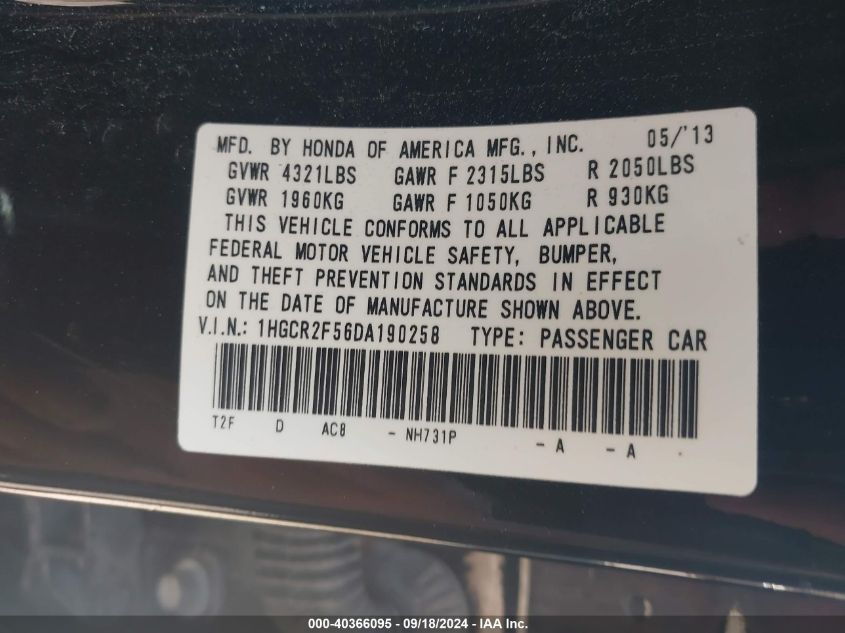 MFD. BY HONDA OF AMERICA MFG., INC. 05/'13
GVWR 4321LBS GAWR F 2315LBS R 2050LBS
GVWR 1960KG GAWR F 1050KG R 930KG
THIS VEHICLE CONFORMS TO ALL APPLICABLE
FEDERAL MOTOR VEHICLE SAFETY, BUMPER,
AND THEFT PREVENTION STANDARDS IN EFFECT
ON THE DATE OF MANUFACTURE SHOWN ABOVE.
V.I.N.: 1HGCR2F56DA190258 TYPE: PASSENGER CAR
T2F D AC8 - NH731P - A - A .
000-40366095 - 09/18/2024 - IAA Inc.